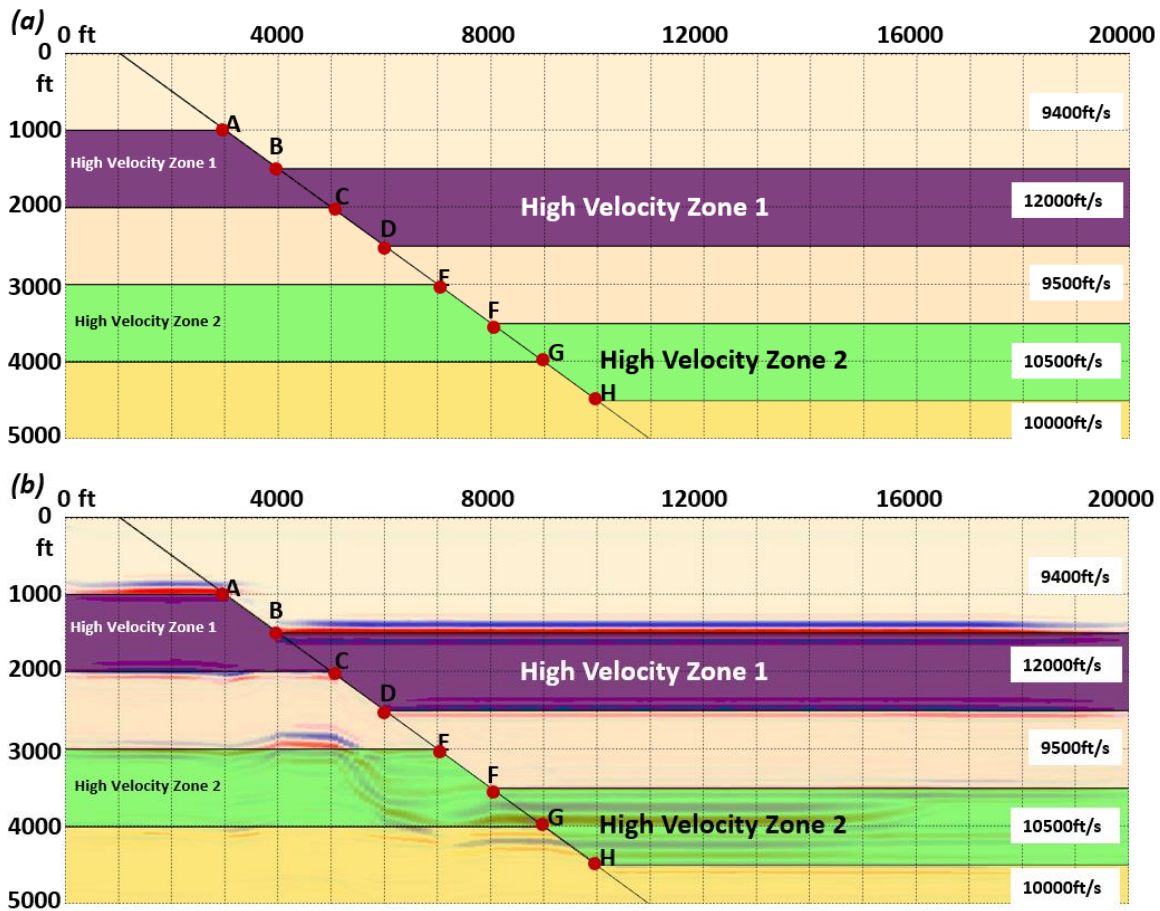 (a)
0 ft 4000 8000 12000 16000 20000
0
ft
9400ft/s
A
1000
B
High Velocity Zone 1
C
12000ft/s
2000
High Velocity Zone 1
D
E
9500ft/s
3000
F
High Velocity Zone 2
G
High Velocity Zone 2
10500ft/s
4000
H
10000ft/s
5000
(b)
0 ft 4000 8000 12000 16000 20000
0
ft
9400ft/s
A
1000
B
High Velocity Zone 1
C
12000ft/s
2000
High Velocity Zone 1
D
E
9500ft/s
3000
F
High Velocity Zone 2
G
High Velocity Zone 2
10500ft/s
4000
H
10000ft/s
5000